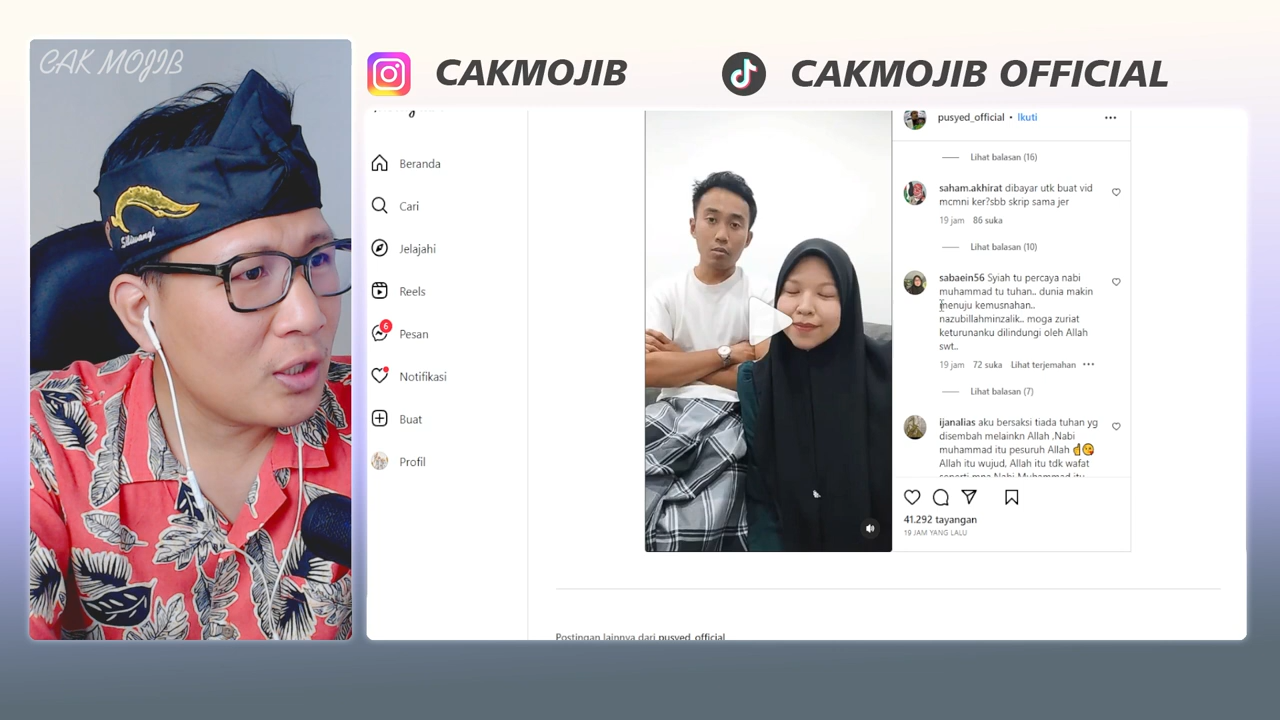 CAK MOJIB
CAKMOJIB
CAKMOJIB OFFICIAL
Beranda
Cari
Jelajahi
Reels
6
Pesan
Notifikasi
Buat
Profil
pusyed_official • Ikuti
Lihat balasan (16)
saham.akhirat dibayar utk buat vid
mcmni ker?sbb skrip sama jer
19 jam 86 suka
Lihat balasan (10)
sabaein56 Syiah tu percaya nabi
muhammad tu tuhan.. dunia makin
menuju kemusnahan..
nazubillahminzalik.. moga zuriat
keturunanku dilindungi oleh Allah
swt..
19 jam 72 suka Lihat terjemahan
Lihat balasan (7)
ijanalias aku bersaksi tiada tuhan yg
disembah melainkn Allah ,Nabi
muhammad itu pesuruh Allah ☝😘
Allah itu wujud, Allah itu tdk wafat
seperti mna Nabi Muhammad itu
41.292 tayangan
19 JAM YANG LALU
Postingan lainnya dari pusyed_official